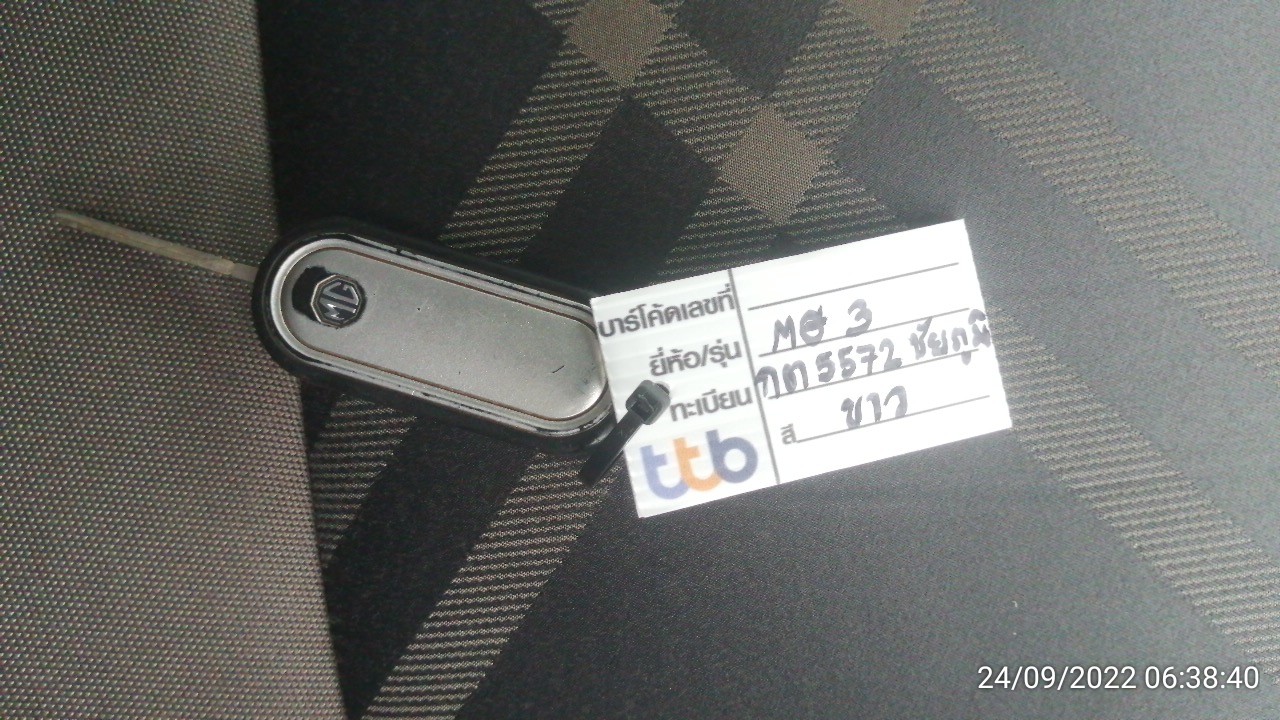 MG
บาร์โค้ดเลขที่
ยี่ห้อ/รุ่น MG 3
ทะเบียน กต 5572 ชัยภูมิ
สี ขาว
ttb
24/09/2022 06:38:40